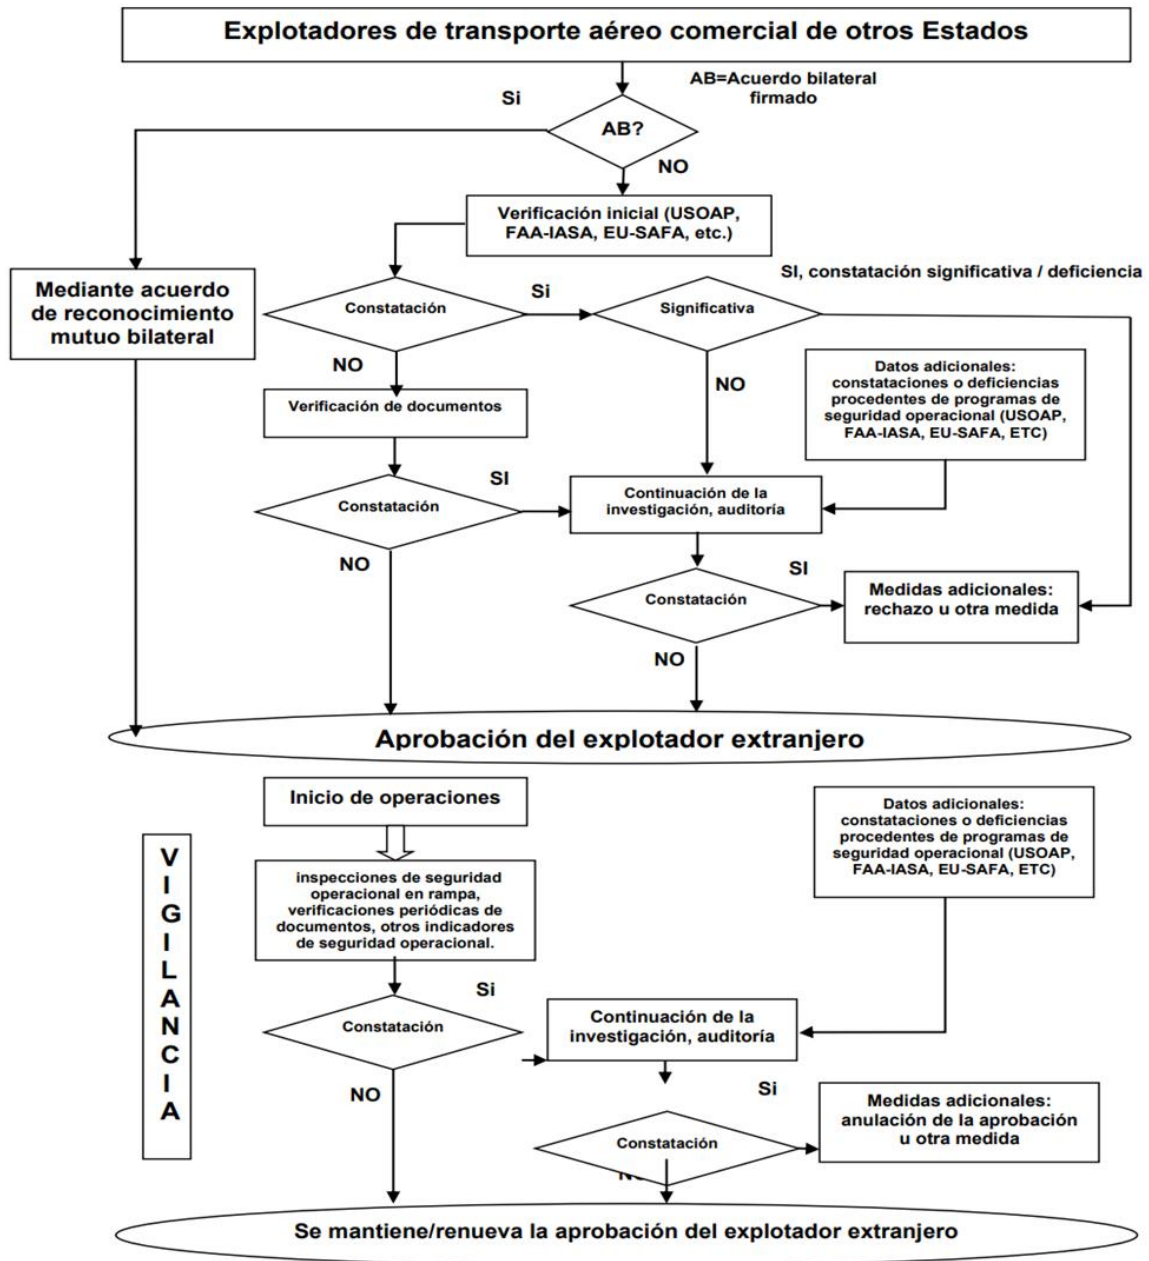 Explotadores de transporte aéreo comercial de otros Estados
AB=Acuerdo bilateral
firmado
Si
AB?
NO
Verificación inicial (USOAP,
FAA-IASA, EU-SAFA, etc.)
Mediante acuerdo
de reconocimiento
mutuo bilateral
SI, constatación significativa / deficiencia
Constatación
Si
Significativa
NO
NO
Datos adicionales:
constataciones o deficiencias
procedentes de programas de
seguridad operacional (USOAP,
FAA-IASA, EU-SAFA, ETC)
Verificación de documentos
Constatación
SI
Continuación de la
investigación, auditoría
NO
Constatación
SI
Medidas adicionales:
rechazo u otra medida
NO
Aprobación del explotador extranjero
VIGILANCIA
Inicio de operaciones
Datos adicionales:
constataciones o deficiencias
procedentes de programas de
seguridad operacional (USOAP,
FAA-IASA, EU-SAFA, ETC)
inspecciones de seguridad
operacional en rampa,
verificaciones periódicas de
documentos, otros indicadores
de seguridad operacional.
Si
Constatación
Continuación de la
investigación, auditoría
NO
Si
Constatación
Medidas adicionales:
anulación de la aprobación
u otra medida
Se mantiene/renueva la aprobación del explotador extranjero